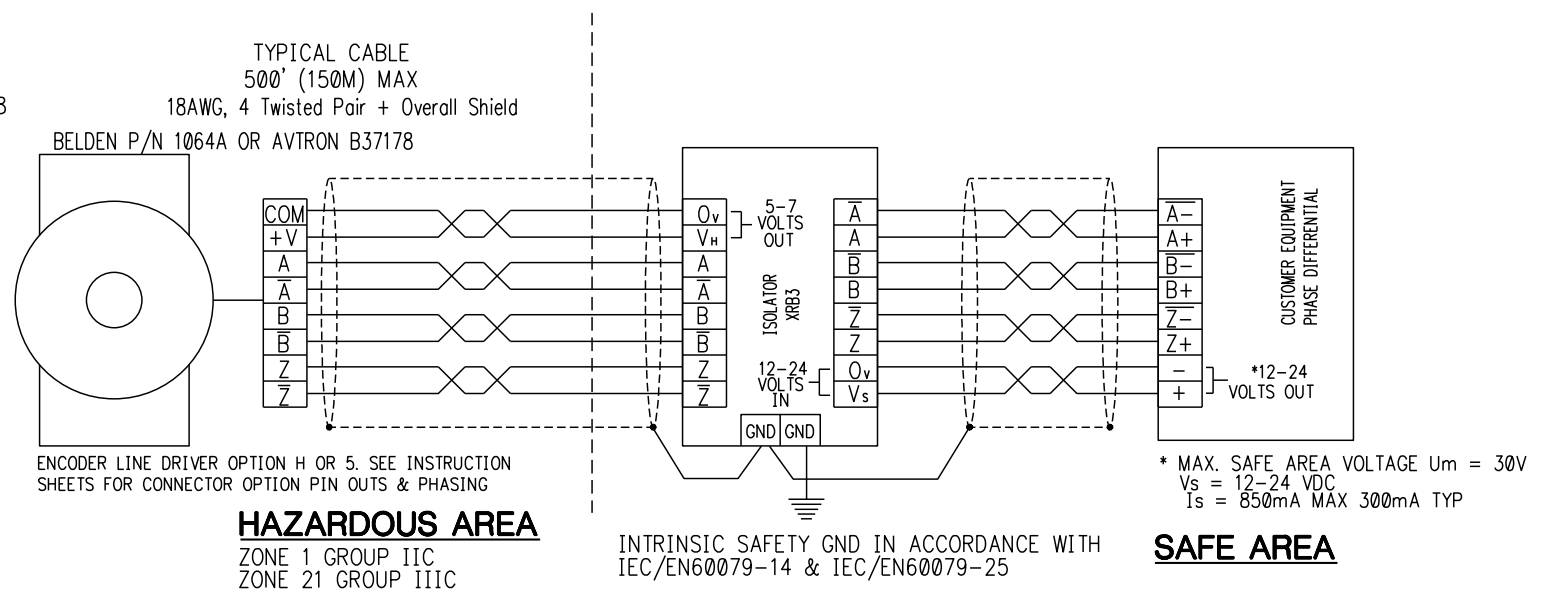 TYPICAL CABLE
500' (150M) MAX
8
18AWG, 4 Twisted Pair + Overall Shield
BELDEN P/N 1064A OR AVTRON B37178
COM
+V
A
A̅
B
B̅
Z
Z̅
0v
VH
A
A̅
B
B̅
Z
Z̅
5-7
VOLTS
OUT
ISOLATOR
XRB3
12-24
VOLTS
IN
GND GND
A̅
A
B̅
B
Z̅
Z
0v
Vs
A̅-
A+
B̅-
B+
Z̅-
Z+
-
+
CUSTOMER EQUIPMENT
PHASE DIFFERENTIAL
*12-24
VOLTS OUT
ENCODER LINE DRIVER OPTION H OR 5. SEE INSTRUCTION
SHEETS FOR CONNECTOR OPTION PIN OUTS & PHASING
HAZARDOUS AREA
ZONE 1 GROUP IIC
ZONE 21 GROUP IIIC
INTRINSIC SAFETY GND IN ACCORDANCE WITH
IEC/EN60079-14 & IEC/EN60079-25
* MAX. SAFE AREA VOLTAGE Um = 30V
Vs = 12-24 VDC
Is = 850mA MAX 300mA TYP
SAFE AREA